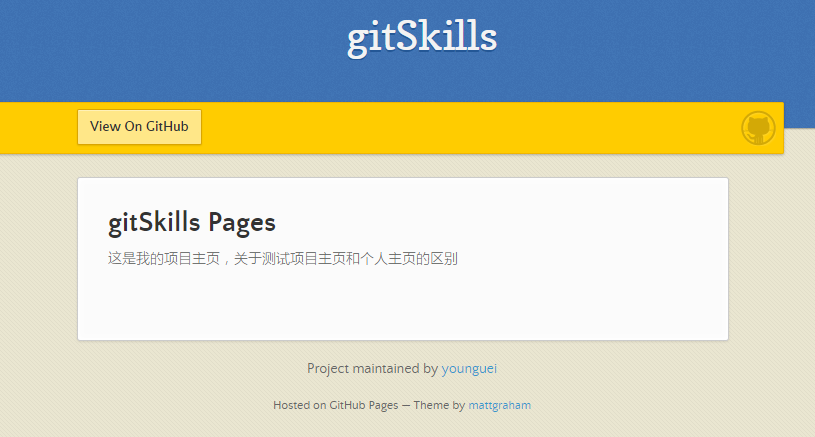 gitSkills
View On GitHub
gitSkills Pages
这是我的项目主页，关于测试项目主页和个人主页的区别
Project maintained by younguei
Hosted on GitHub Pages — Theme by mattgraham